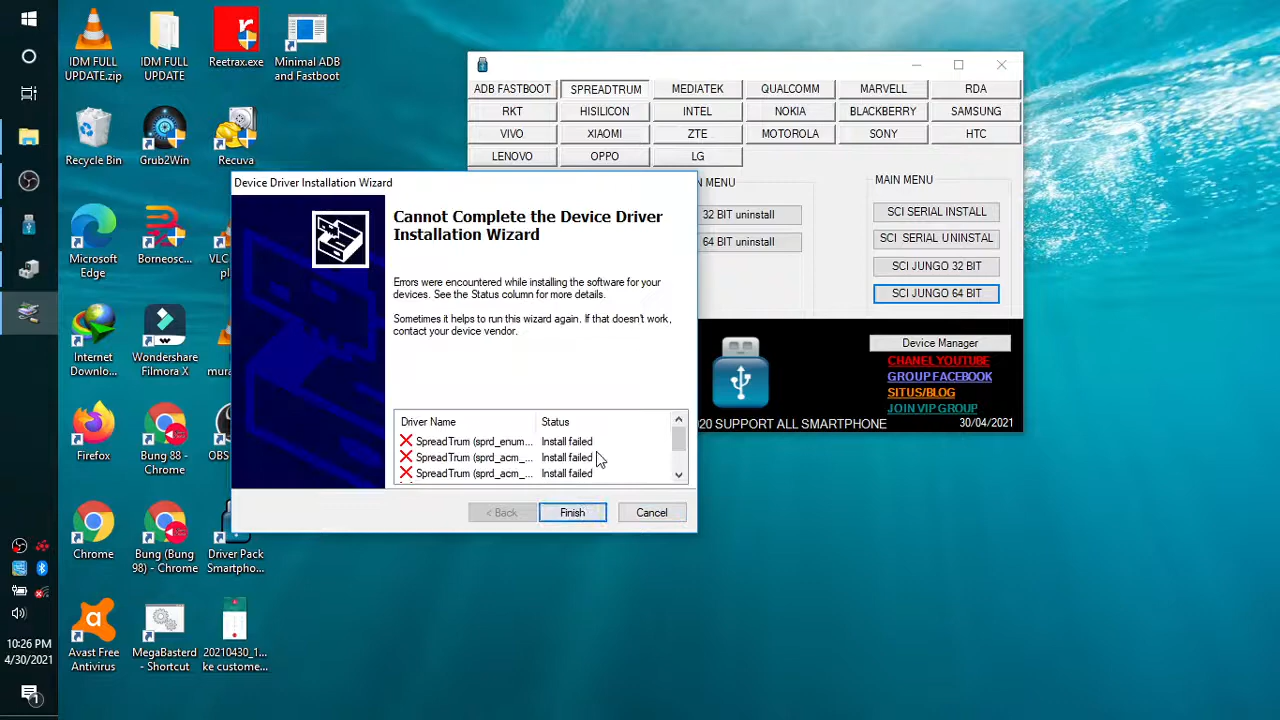 IDM FULL
UPDATE.zip
IDM FULL
UPDATE
Reetrax.exe
Minimal ADB
and Fastboot
Recycle Bin
Grub2Win
Recuva
Microsoft
Edge
Borneosc...
VLC
pl
Internet
Downlo...
Wondershare
Filmora X
mura
Firefox
Bung 88 -
Chrome
OBS
Chrome
Bung (Bung
98) - Chrome
Driver Pack
Smartpho...
Avast Free
Antivirus
MegaBasterd
- Shortcut
20210430_1...
ke custome...
10:26 PM
4/30/2021
1
ADB FASTBOOT
SPREADTRUM
MEDIATEK
QUALCOMM
MARVELL
RDA
RKT
HISILICON
INTEL
NOKIA
BLACKBERRY
SAMSUNG
VIVO
XIAOMI
ZTE
MOTOROLA
SONY
HTC
LENOVO
OPPO
LG
MENU
32 BIT uninstall
64 BIT uninstall
MAIN MENU
SCI SERIAL INSTALL
SCI SERIAL UNINSTAL
SCI JUNGO 32 BIT
SCI JUNGO 64 BIT
Device Manager
CHANEL YOUTUBE
GROUP FACEBOOK
SITUS/BLOG
JOIN VIP GROUP
20 SUPPORT ALL SMARTPHONE
30/04/2021
Device Driver Installation Wizard
Cannot Complete the Device Driver
Installation Wizard
Errors were encountered while installing the software for your
devices. See the Status column for more details.
Sometimes it helps to run this wizard again. If that doesn't work,
contact your device vendor.
Driver Name Status
SpreadTrum (sprd_enum... Install failed
SpreadTrum (sprd_acm_... Install failed
SpreadTrum (sprd_acm_... Install failed
< Back
Finish
Cancel